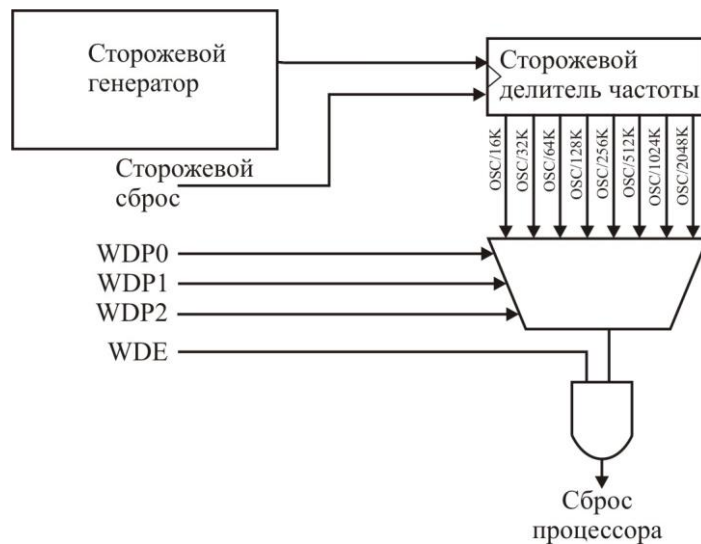 Сторожевой
генератор
Сторожевой
делитель частоты
Сторожевой
сброс
OSC/16K
OSC/32K
OSC/64K
OSC/128K
OSC/256K
OSC/512K
OSC/1024K
OSC/2048K
WDP0
WDP1
WDP2
WDE
Сброс
процессора